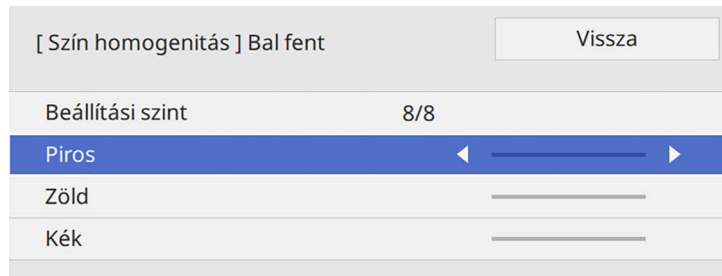 [ Szín homogenitás ] Bal fent
Vissza
Beállítási szint 8/8
Piros
Zöld
Kék